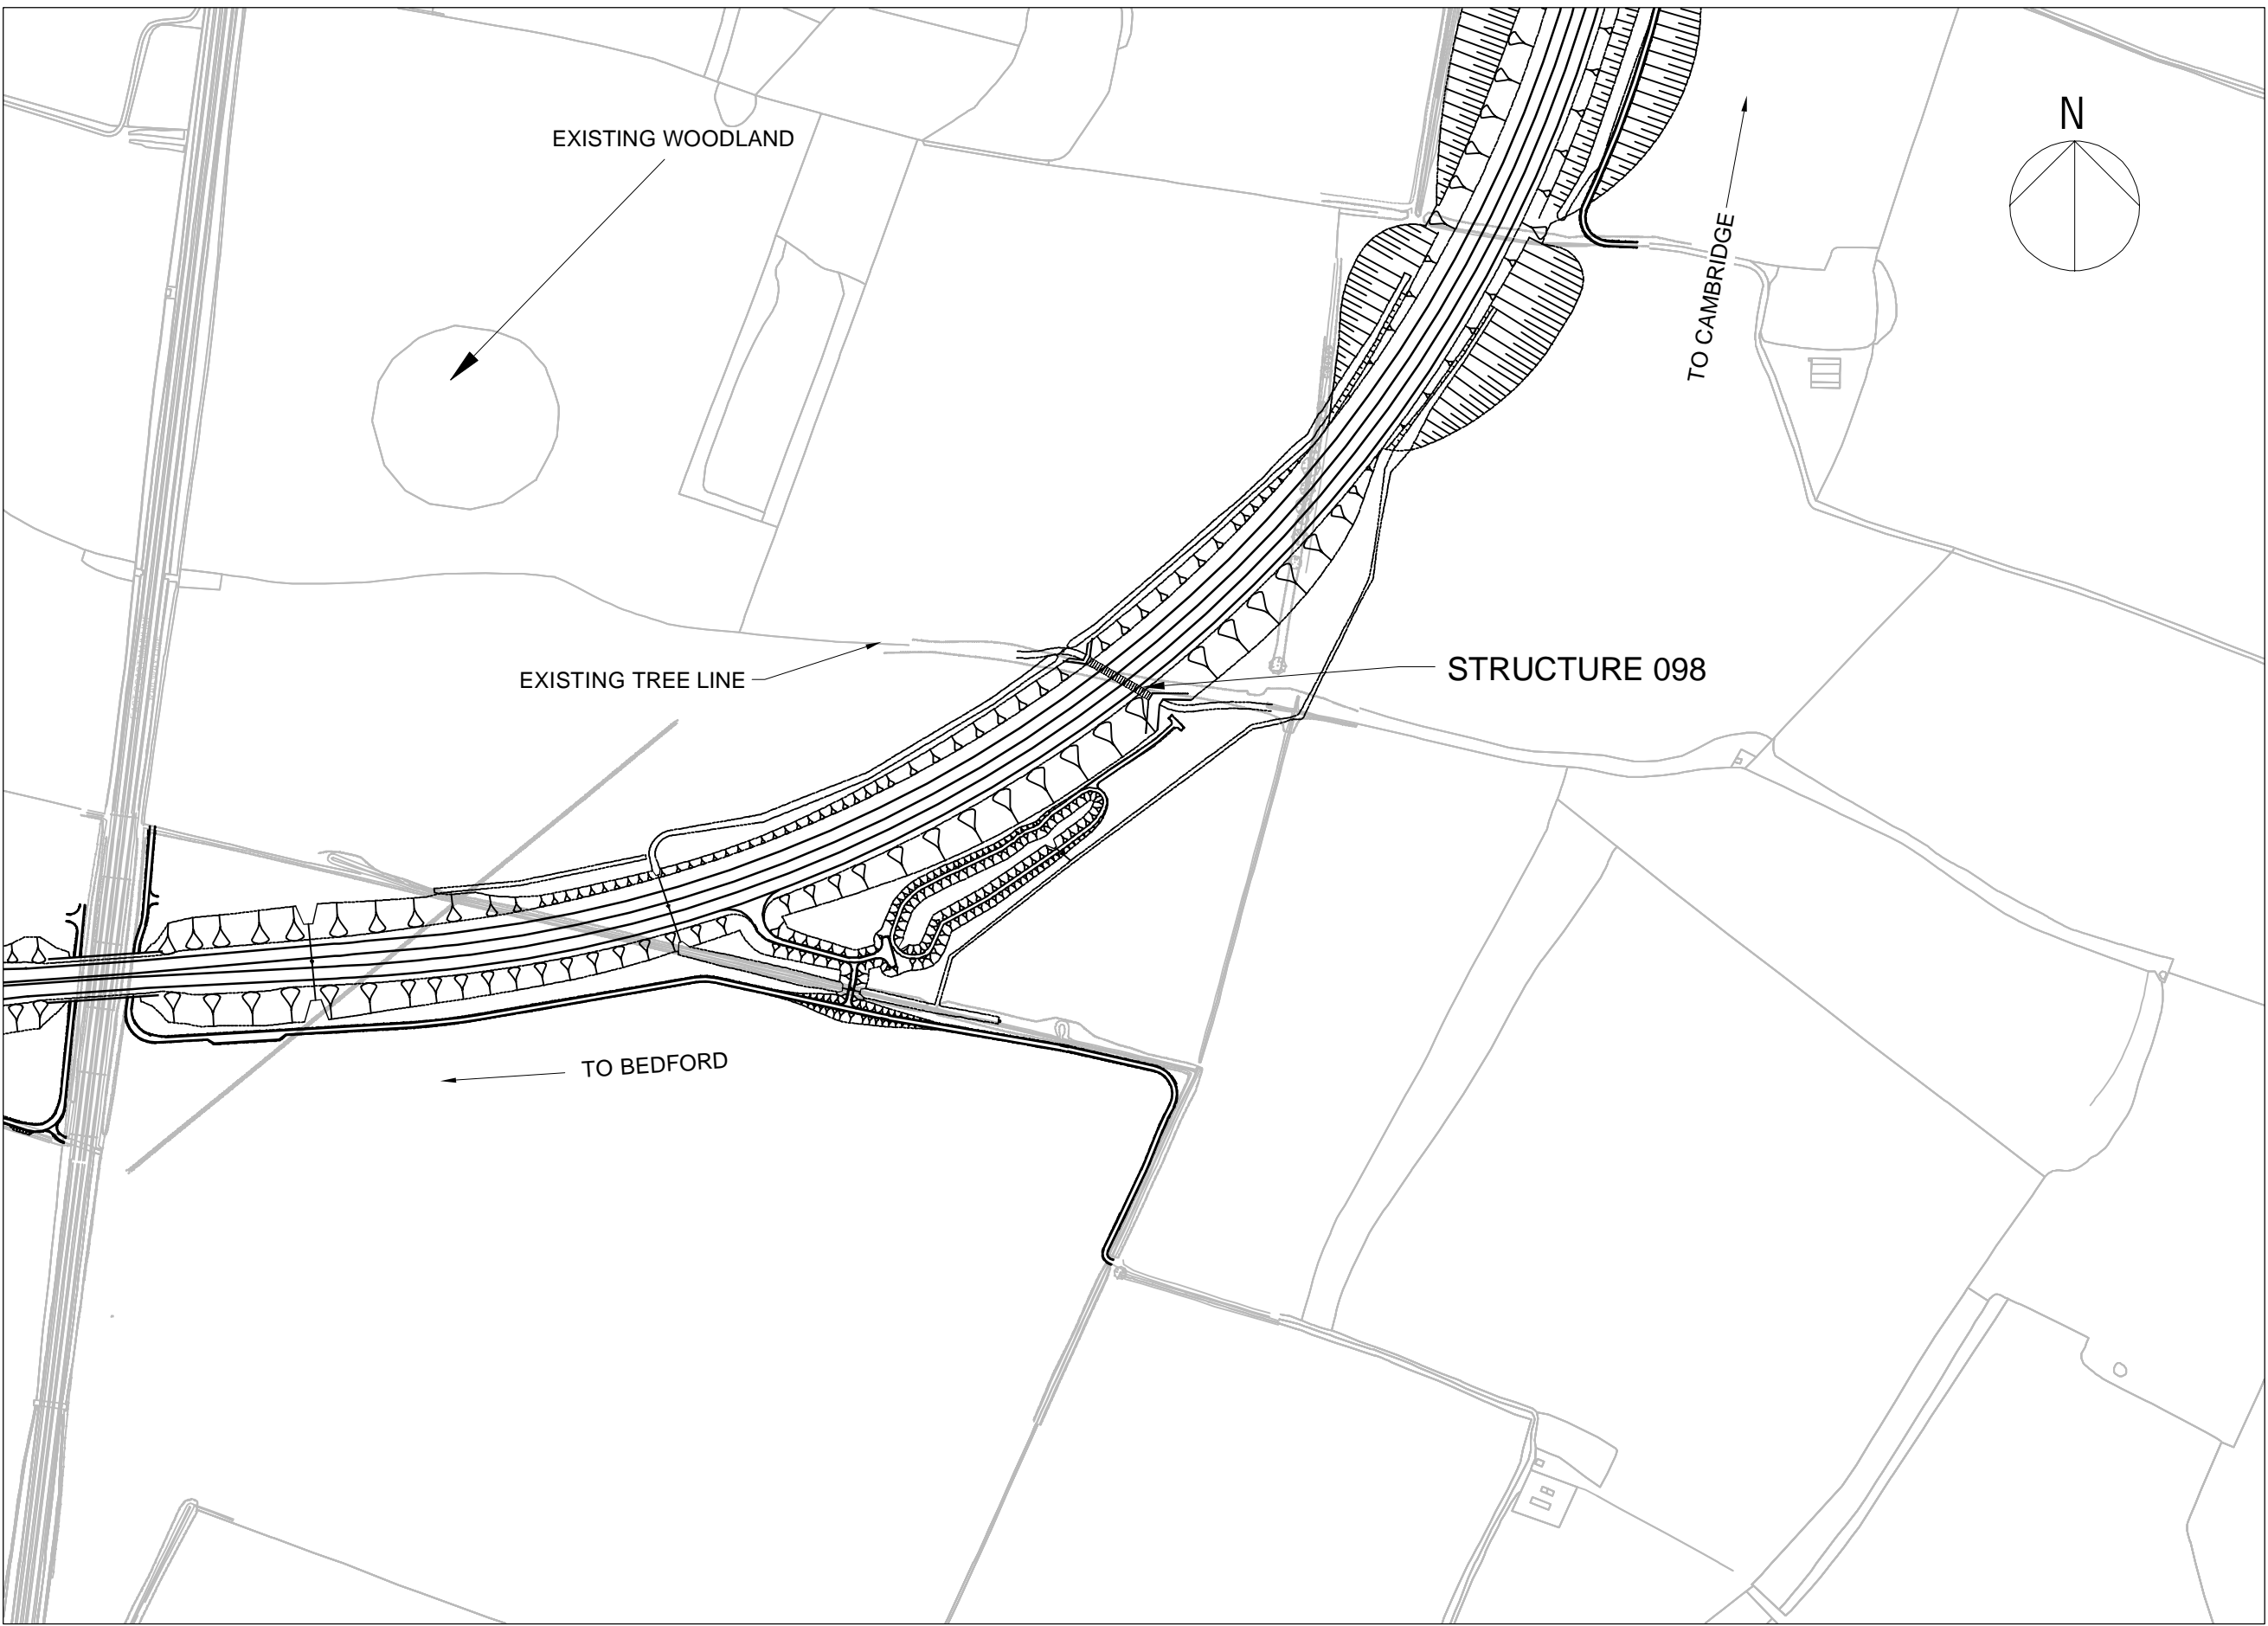 N
EXISTING WOODLAND
TO CAMBRIDGE
STRUCTURE 098
EXISTING TREE LINE
TO BEDFORD